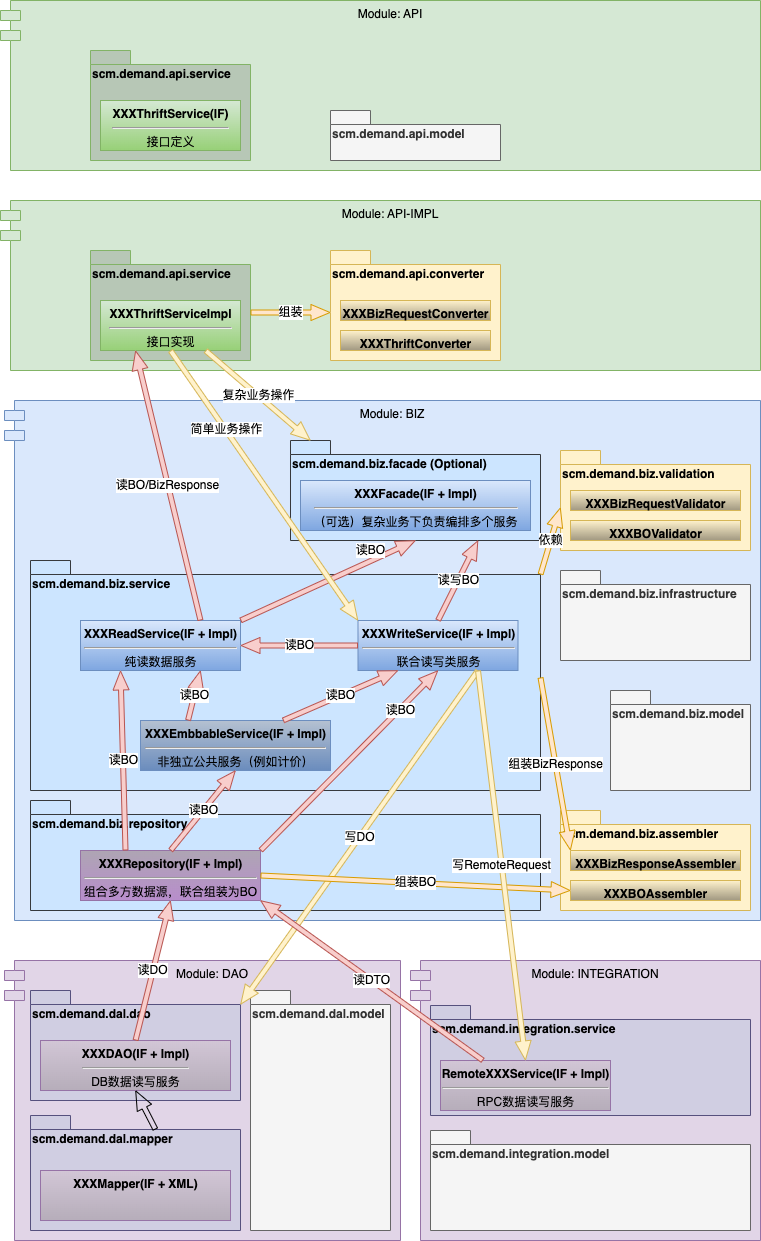 Module: API
scm.demand.api.service
XXXThriftService(IF)
接口定义
scm.demand.api.model
Module: API-IMPL
scm.demand.api.service
XXXThriftServiceImpl
接口实现
组装
scm.demand.api.converter
XXXBizRequestConverter
XXXThriftConverter
复杂业务操作
简单业务操作
Module: BIZ
读BO/BizResponse
scm.demand.biz.facade (Optional)
XXXFacade(IF + Impl)
（可选）复杂业务下负责编排多个服务
scm.demand.biz.validation
XXXBizRequestValidator
XXXBOValidator
依赖
读BO
读写BO
scm.demand.biz.service
scm.demand.biz.infrastructure
XXXReadService(IF + Impl)
纯读数据服务
读BO
XXXWriteService(IF + Impl)
联合读写类服务
读BO
读BO
读BO
XXXEmbbableService(IF + Impl)
非独立公共服务（例如计价）
scm.demand.biz.model
读BO
组装BizResponse
读BO
scm.demand.biz.repository
写DO
XXXRepository(IF + Impl)
组合多方数据源，联合组装为BO
写RemoteRequest
组装BO
m.demand.biz.assembler
XXXBizResponseAssembler
XXXBOAssembler
读DO
Module: DAO
读DTO
Module: INTEGRATION
scm.demand.dal.dao
XXXDAO(IF + Impl)
DB数据读写服务
scm.demand.dal.model
scm.demand.integration.service
RemoteXXXService(IF + Impl)
RPC数据读写服务
scm.demand.dal.mapper
XXXMapper(IF + XML)
scm.demand.integration.model